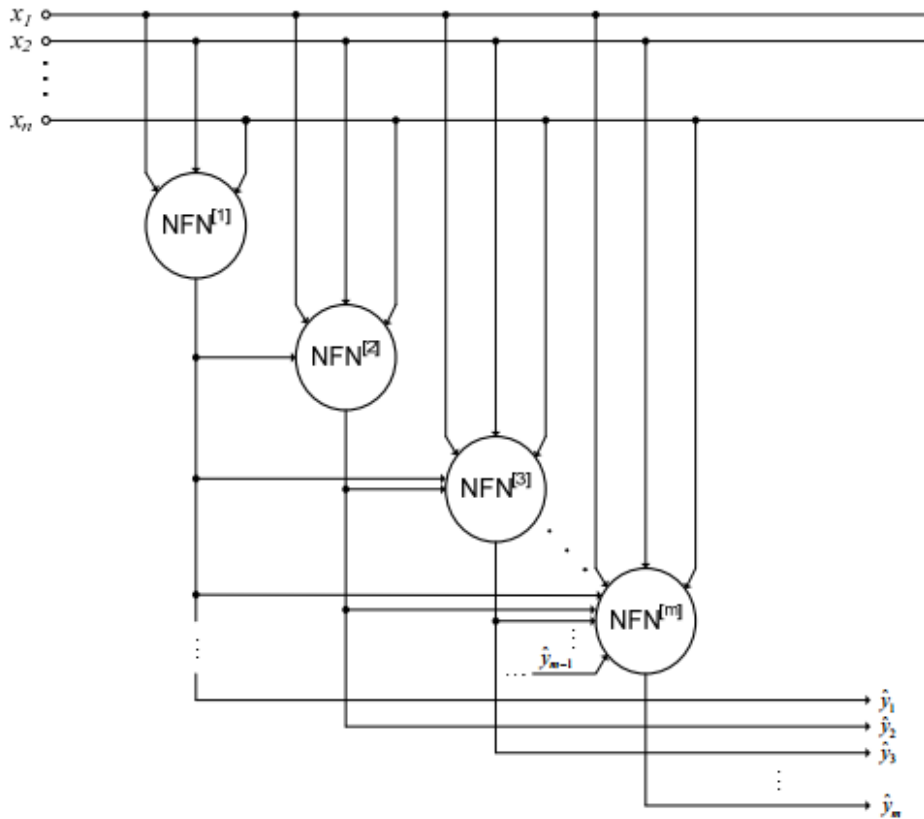 x₁
x₂
xₙ
NFN[1]
NFN[2]
NFN[3]
NFN[m]
ŷₘ₋₁
ŷ₁
ŷ₂
ŷ₃
ŷₘ